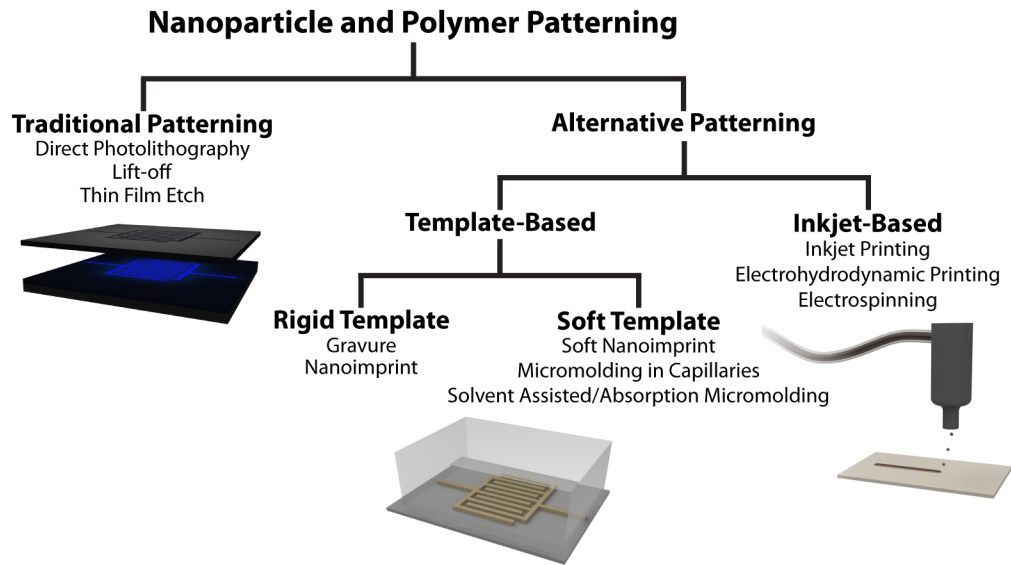 Nanoparticle and Polymer Patterning
Traditional Patterning
Direct Photolithography
Lift-off
Thin Film Etch
Alternative Patterning
Template-Based
Rigid Template
Gravure
Nanoimprint
Soft Template
Soft Nanoimprint
Micromolding in Capillaries
Solvent Assisted/Absorption Micromolding
Inkjet-Based
Inkjet Printing
Electrohydrodynamic Printing
Electrospinning